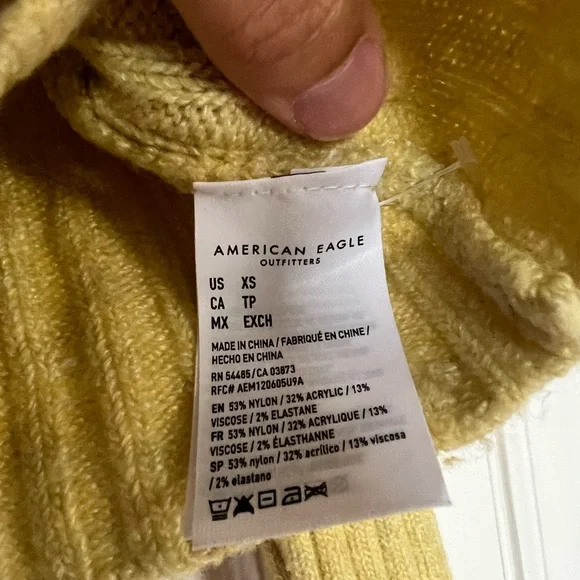 AMERICAN EAGLE
OUTFITTERS
US XS
CA TP
MX EXCH
MADE IN CHINA / FABRIQUÉ EN CHINE /
HECHO EN CHINA
RN 54485/CA 03873
RFC# AEM120605U9A
EN 53% NYLON / 32% ACRYLIC / 13%
VISCOSE / 2% ELASTANE
FR 53% NYLON / 32% ACRYLIQUE / 13%
VISCOSE / 2% ÉLASTHANNE
SP 53% nylon / 32% acrílico / 13% viscosa
/ 2% elastano